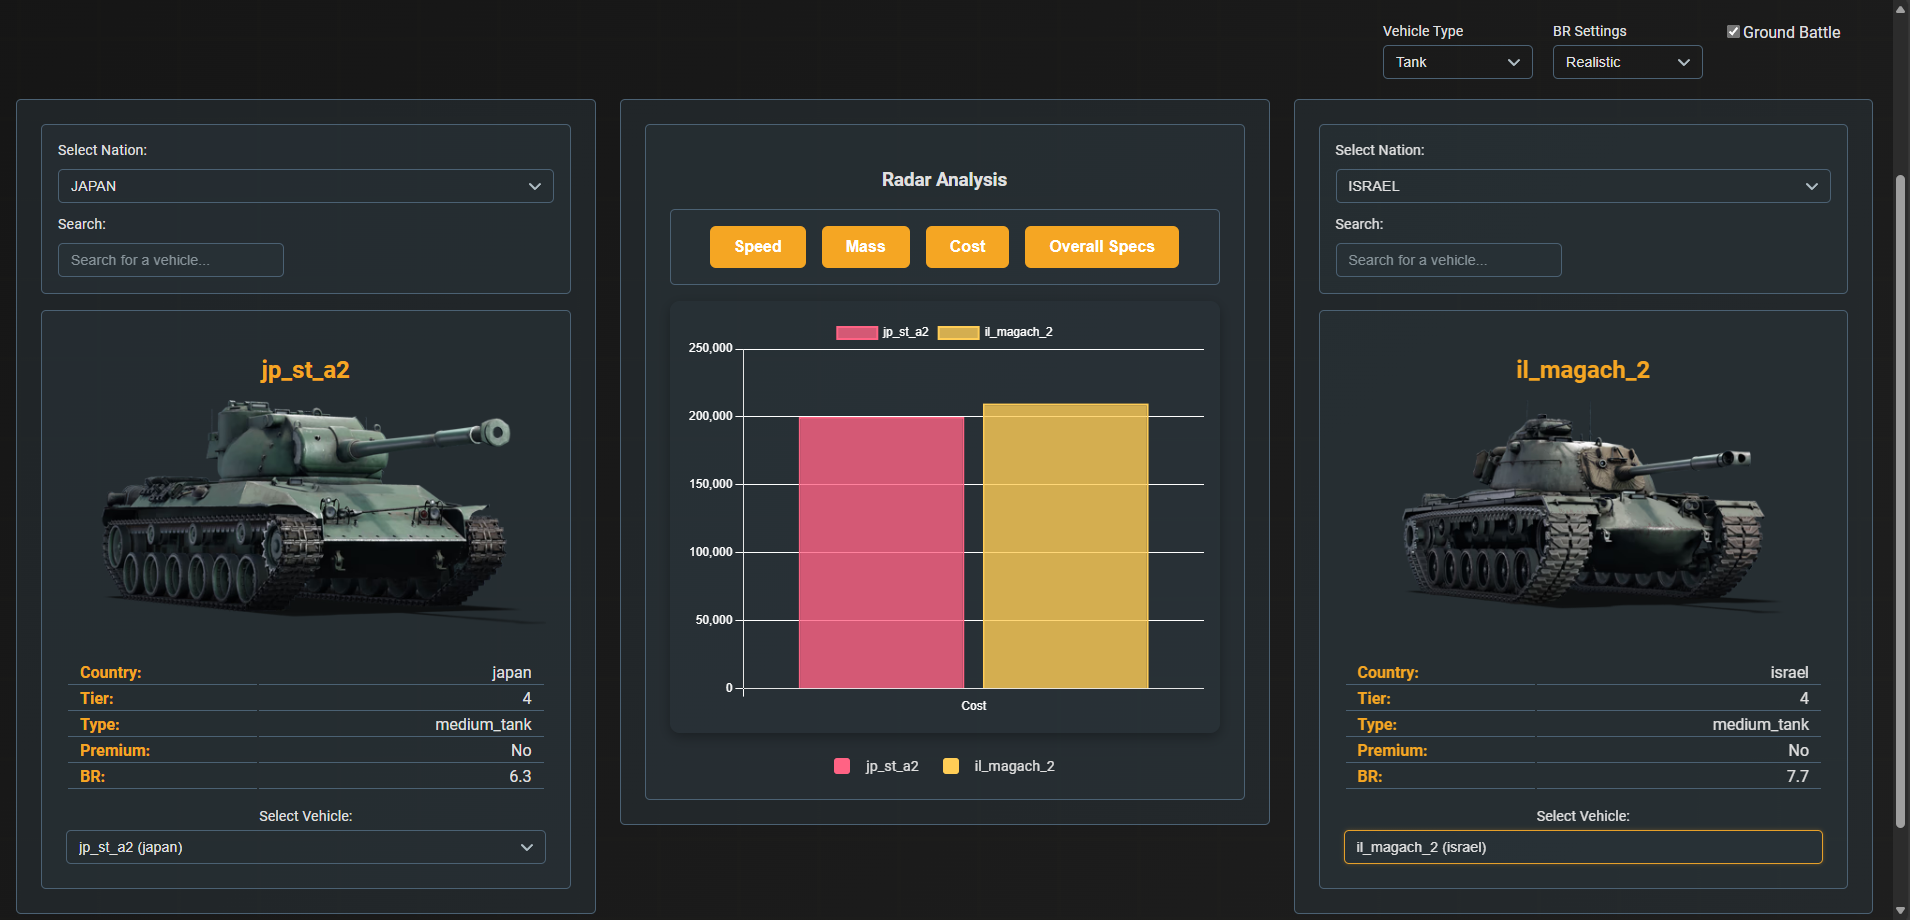 Vehicle Type
BR Settings
Ground Battle
Tank
Realistic
Select Nation:
JAPAN
Search:
Search for a vehicle...
jp_st_a2
Country: japan
Tier: 4
Type: medium_tank
Premium: No
BR: 6.3
Select Vehicle:
jp_st_a2 (japan)
Radar Analysis
Speed Mass Cost Overall Specs
jp_st_a2 il_magach_2
250,000
200,000
150,000
100,000
50,000
0
Cost
jp_st_a2 il_magach_2
Select Nation:
ISRAEL
Search:
Search for a vehicle...
il_magach_2
Country: israel
Tier: 4
Type: medium_tank
Premium: No
BR: 7.7
Select Vehicle:
il_magach_2 (israel)